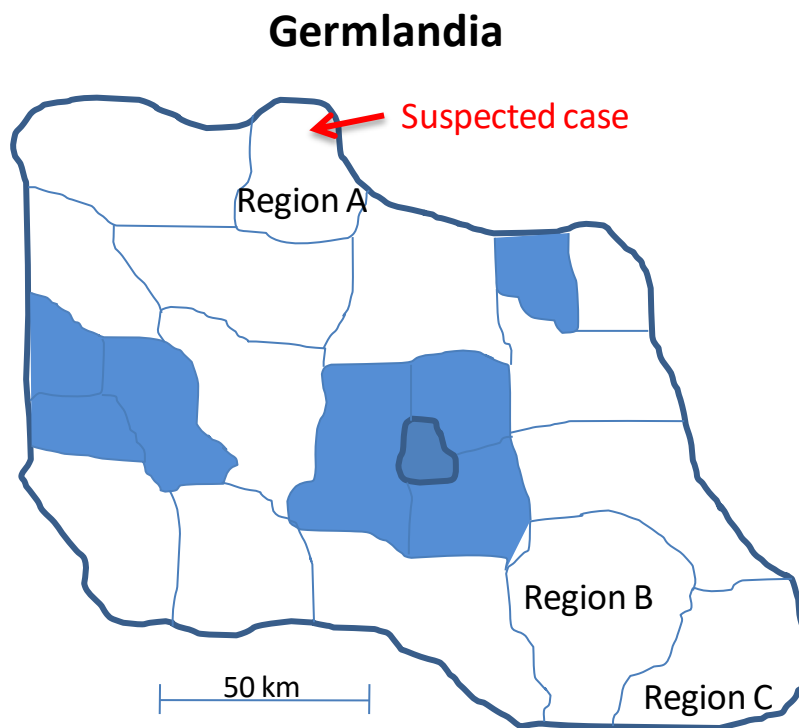 Germlandia
Suspected case
Region A
Region B
50 km
Region C